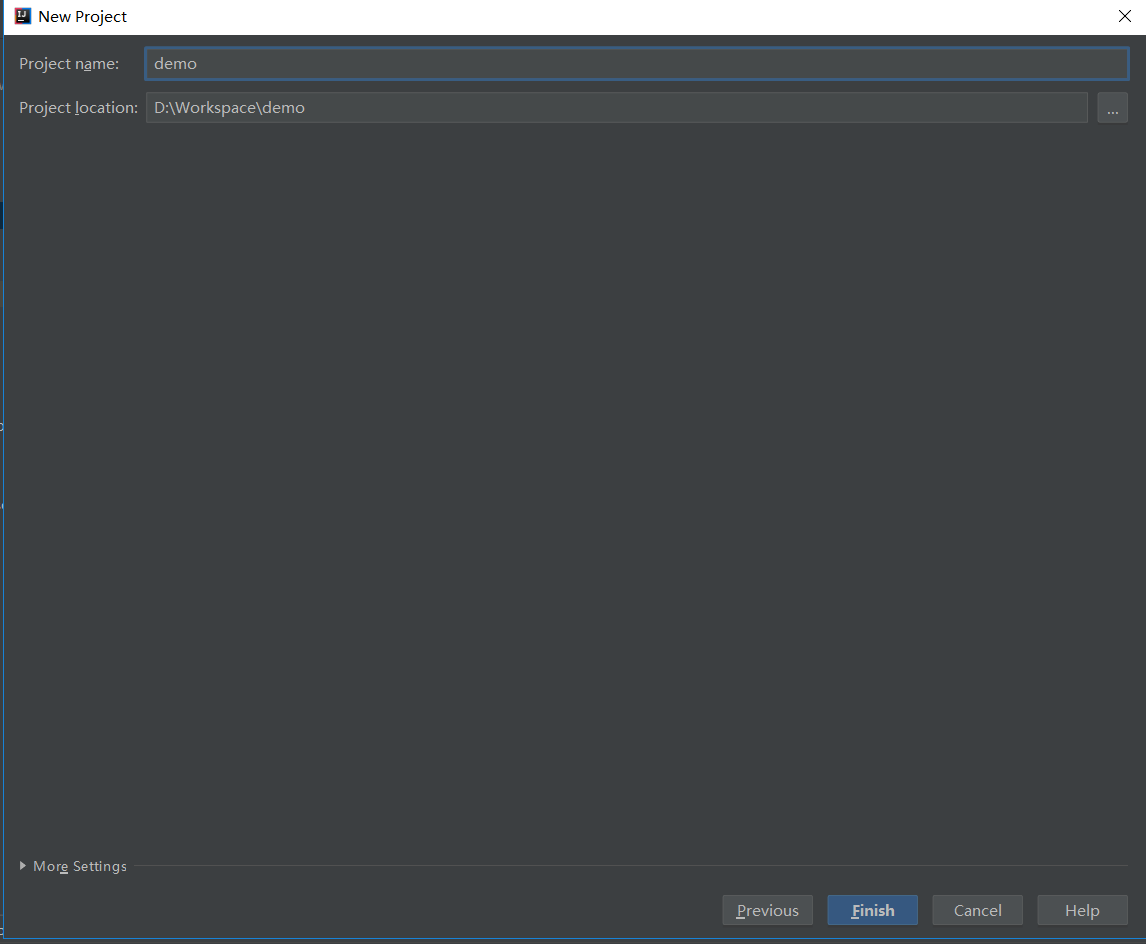 New Project
Project name: demo
Project location: D:\Workspace\demo ...
More Settings
Previous Finish Cancel Help